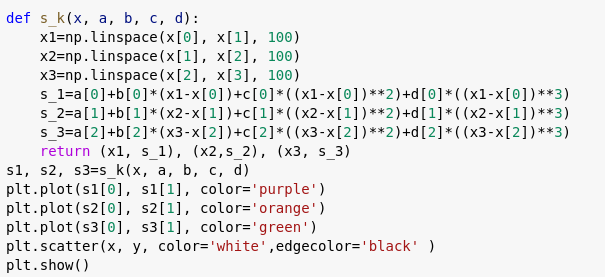 def s_k(x, a, b, c, d):
    x1=np.linspace(x[0], x[1], 100)
    x2=np.linspace(x[1], x[2], 100)
    x3=np.linspace(x[2], x[3], 100)
    s_1=a[0]+b[0]*(x1-x[0])+c[0]*((x1-x[0])**2)+d[0]*((x1-x[0])**3)
    s_2=a[1]+b[1]*(x2-x[1])+c[1]*((x2-x[1])**2)+d[1]*((x2-x[1])**3)
    s_3=a[2]+b[2]*(x3-x[2])+c[2]*((x3-x[2])**2)+d[2]*((x3-x[2])**3)
    return (x1, s_1), (x2,s_2), (x3, s_3)
s1, s2, s3=s_k(x, a, b, c, d)
plt.plot(s1[0], s1[1], color='purple')
plt.plot(s2[0], s2[1], color='orange')
plt.plot(s3[0], s3[1], color='green')
plt.scatter(x, y, color='white',edgecolor='black' )
plt.show()